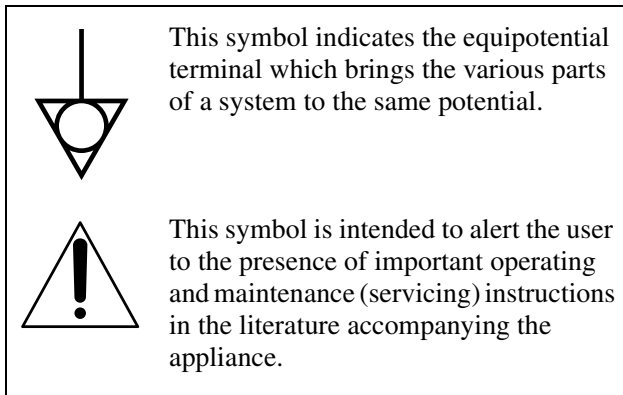 This symbol indicates the equipotential
terminal which brings the various parts
of a system to the same potential.
This symbol is intended to alert the user
to the presence of important operating
and maintenance (servicing) instructions
in the literature accompanying the
appliance.